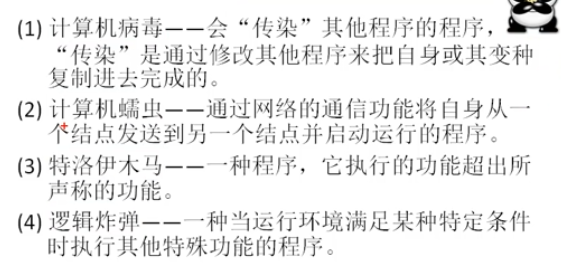 (1) 计算机病毒——会“传染”其他程序的程序，
“传染”是通过修改其他程序来把自身或其变种
复制进去完成的。
(2) 计算机蠕虫——通过网络的通信功能将自身从一
个结点发送到另一个结点并启动运行的程序。
(3) 特洛伊木马——一种程序，它执行的功能超出所
声称的功能。
(4) 逻辑炸弹——一种当运行环境满足某种特定条件
时执行其他特殊功能的程序。